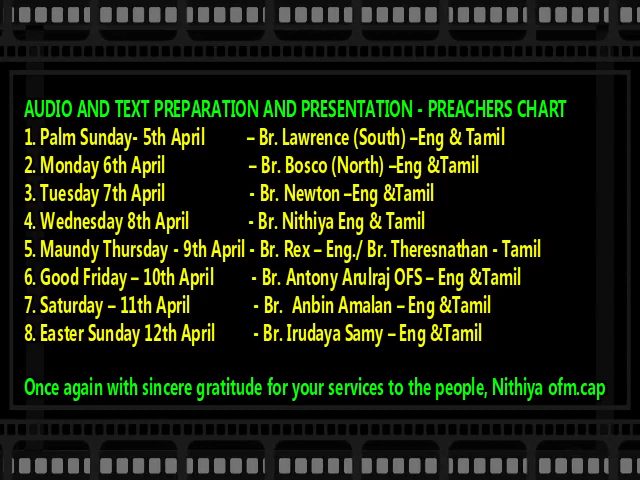 AUDIO AND TEXT PREPARATION AND PRESENTATION - PREACHERS CHART
1. Palm Sunday- 5th April – Br. Lawrence (South) –Eng & Tamil
2. Monday 6th April – Br. Bosco (North) –Eng &Tamil
3. Tuesday 7th April - Br. Newton –Eng &Tamil
4. Wednesday 8th April - Br. Nithiya Eng & Tamil
5. Maundy Thursday - 9th April - Br. Rex – Eng./ Br. Theresnathan - Tamil
6. Good Friday – 10th April - Br. Antony Arulraj OFS – Eng &Tamil
7. Saturday – 11th April - Br. Anbin Amalan – Eng &Tamil
8. Easter Sunday 12th April - Br. Irudaya Samy – Eng &Tamil
Once again with sincere gratitude for your services to the people, Nithiya ofm.cap